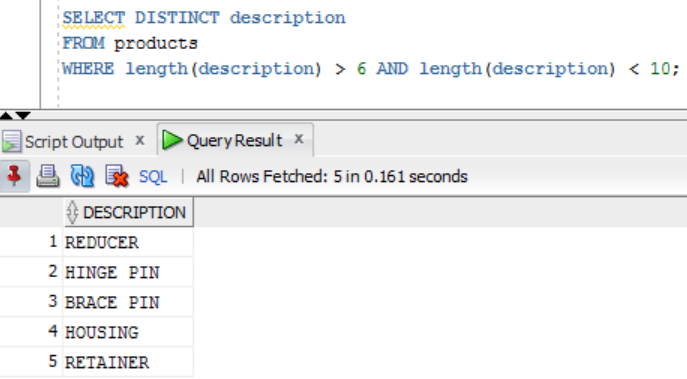 SELECT DISTINCT description
FROM products
WHERE length(description) > 6 AND length(description) < 10;
Script Output x Query Result x
SQL | All Rows Fetched: 5 in 0.161 seconds
DESCRIPTION
1 REDUCER
2 HINGE PIN
3 BRACE PIN
4 HOUSING
5 RETAINER